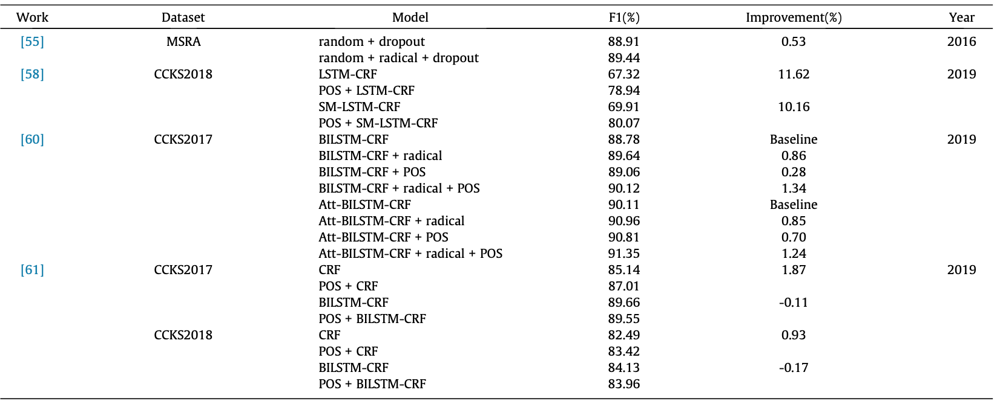 Work Dataset Model F1(%) Improvement(%) Year
[55] MSRA random + dropout 88.91 0.53 2016
random + radical + dropout 89.44
[58] CCKS2018 LSTM-CRF 67.32 11.62 2019
POS + LSTM-CRF 78.94
SM-LSTM-CRF 69.91 10.16
POS + SM-LSTM-CRF 80.07
[60] CCKS2017 BILSTM-CRF 88.78 Baseline 2019
BILSTM-CRF + radical 89.64 0.86
BILSTM-CRF + POS 89.06 0.28
BILSTM-CRF + radical + POS 90.12 1.34
Att-BILSTM-CRF 90.11 Baseline
Att-BILSTM-CRF + radical 90.96 0.85
Att-BILSTM-CRF + POS 90.81 0.70
Att-BILSTM-CRF + radical + POS 91.35 1.24
[61] CCKS2017 CRF 85.14 1.87 2019
POS + CRF 87.01
BILSTM-CRF 89.66 -0.11
POS + BILSTM-CRF 89.55
CCKS2018 CRF 82.49 0.93
POS + CRF 83.42
BILSTM-CRF 84.13 -0.17
POS + BILSTM-CRF 83.96